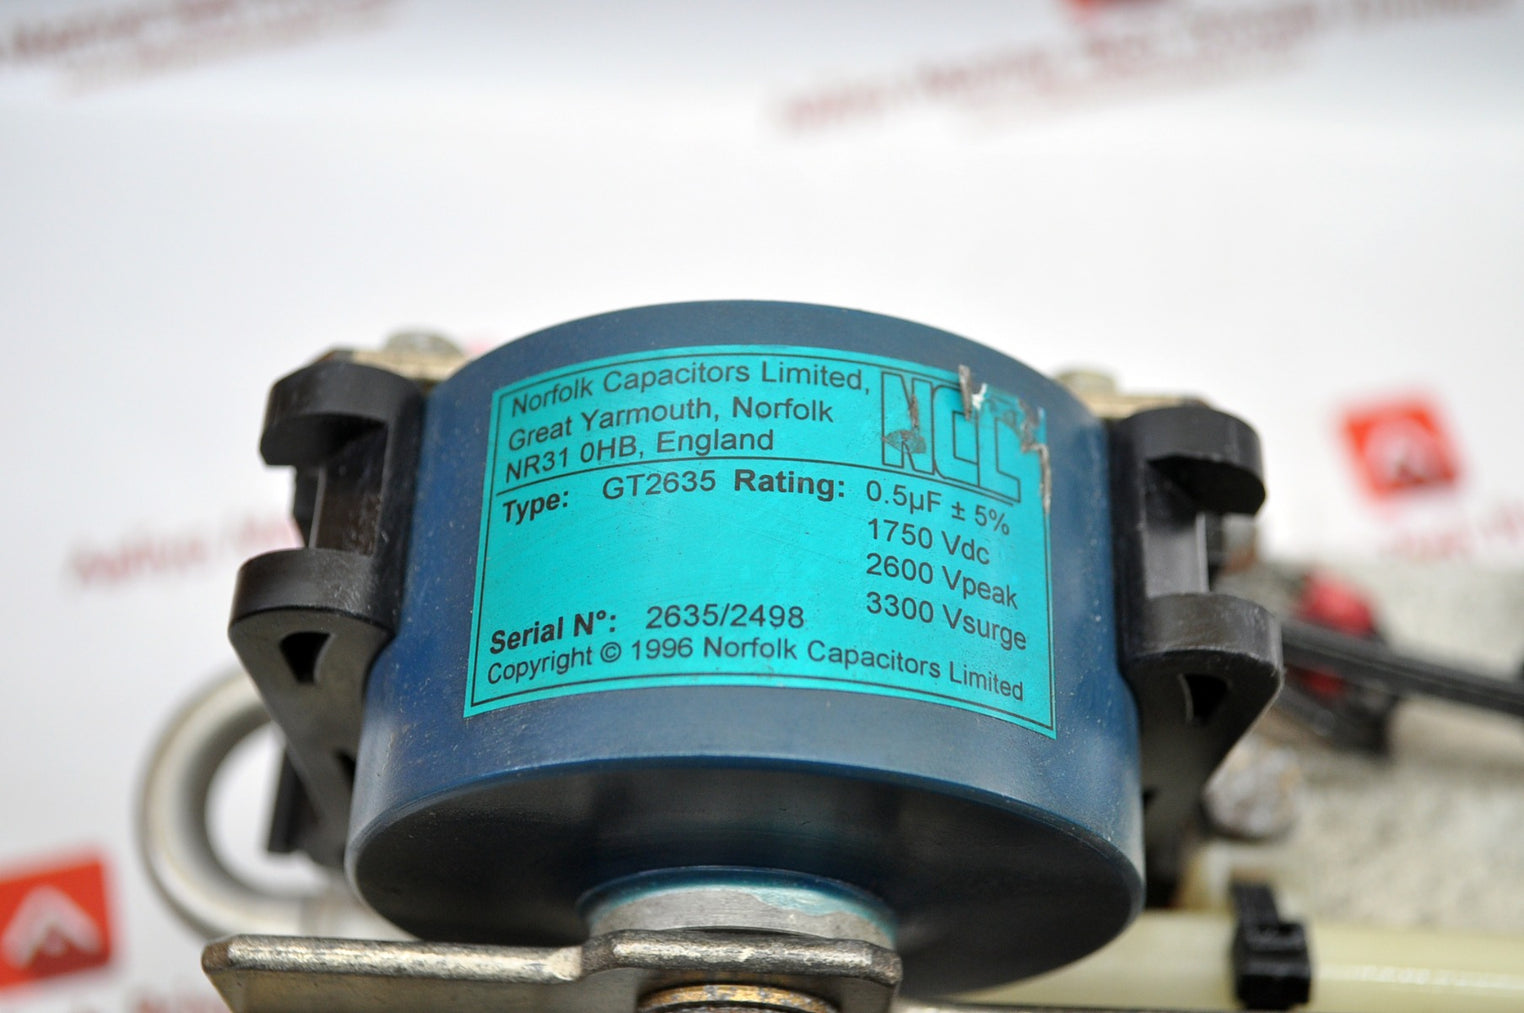 Norfolk Capacitors Limited,
Great Yarmouth, Norfolk
NR31 0HB, England
NCL
Type: GT2635 Rating: 0.5µF ± 5%
1750 Vdc
2600 Vpeak
3300 Vsurge
Serial Nº: 2635/2498
Copyright © 1996 Norfolk Capacitors Limited